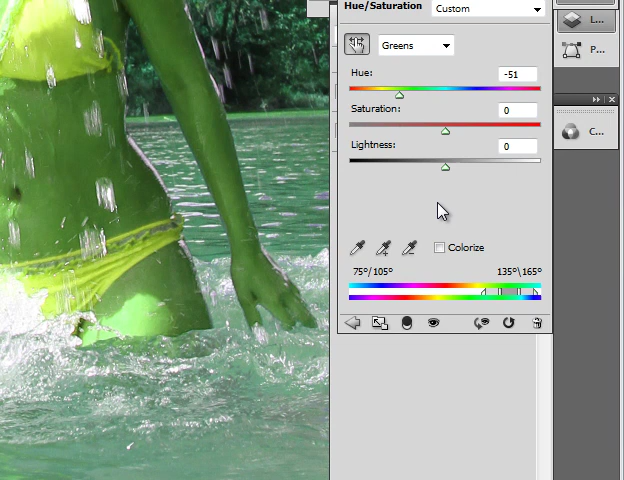 Hue/Saturation Custom
L...
P...
Greens
Hue: -51
Saturation: 0
C...
Lightness: 0
Colorize
75°/105° 135°\165°